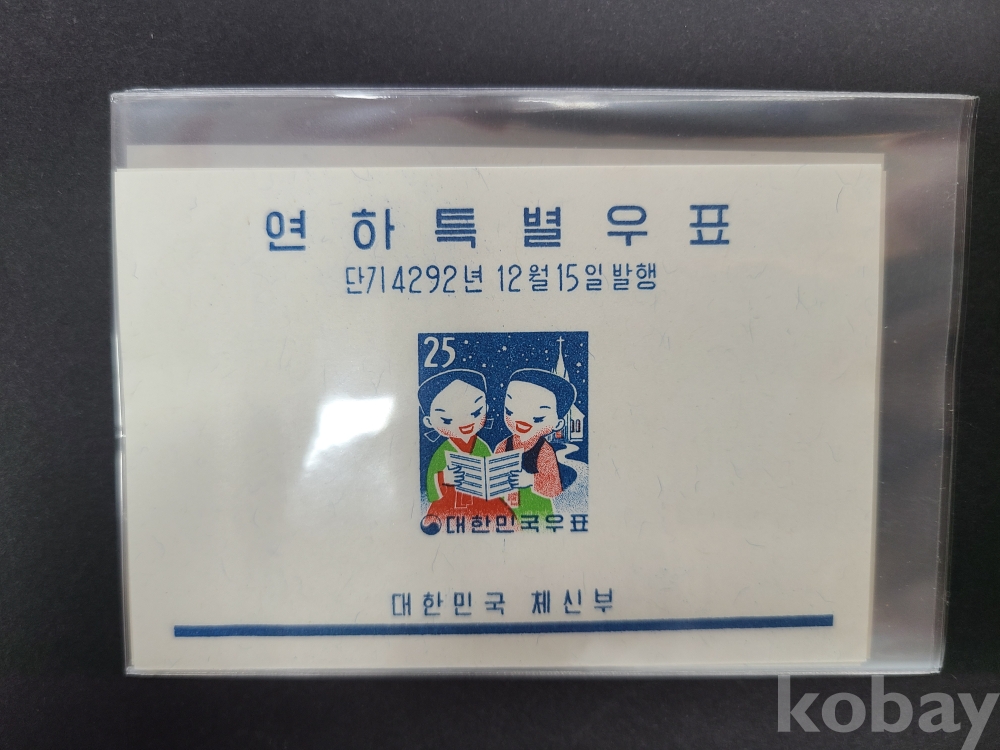 연하특별우표
단기4292년 12월15일발행
25
대한민국우표
대한민국 체신부
kobay